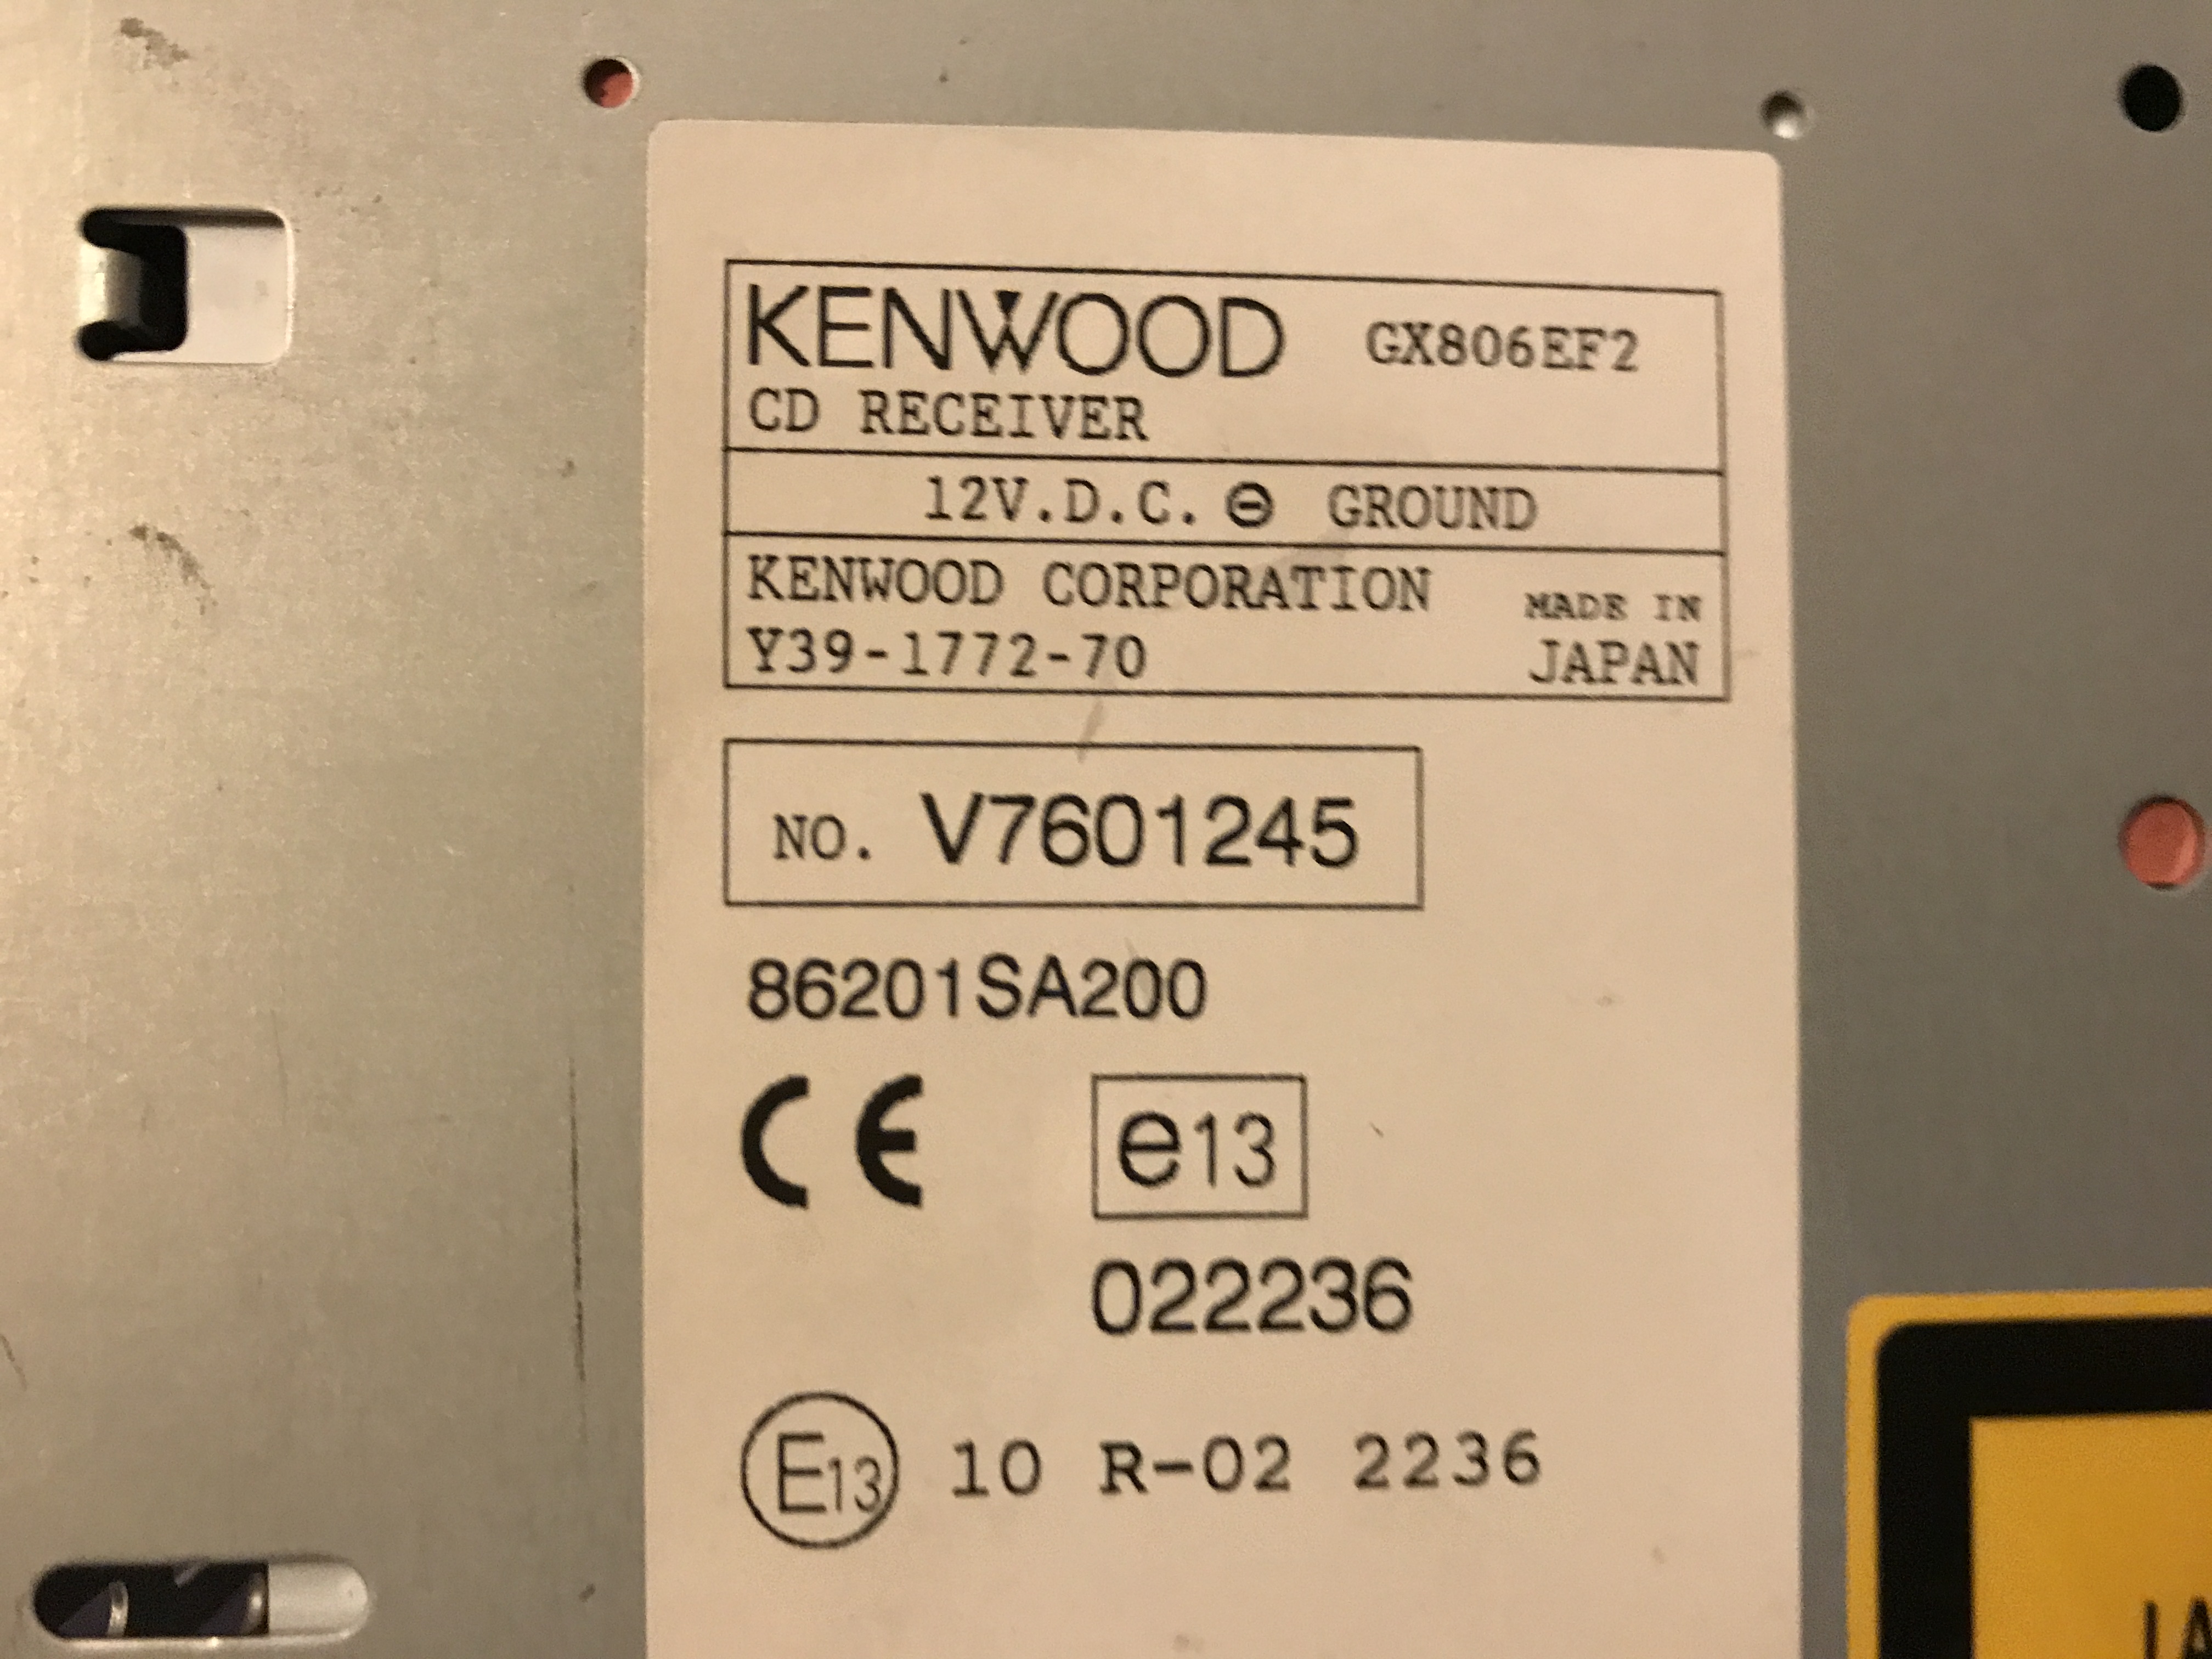 KENWOOD GX806EF2
CD RECEIVER
12V.D.C. ⊖ GROUND
KENWOOD CORPORATION MADE IN
Y39-1772-70 JAPAN
NO. V7601245
86201SA200
CE e13
022236
E13 10 R-02 2236